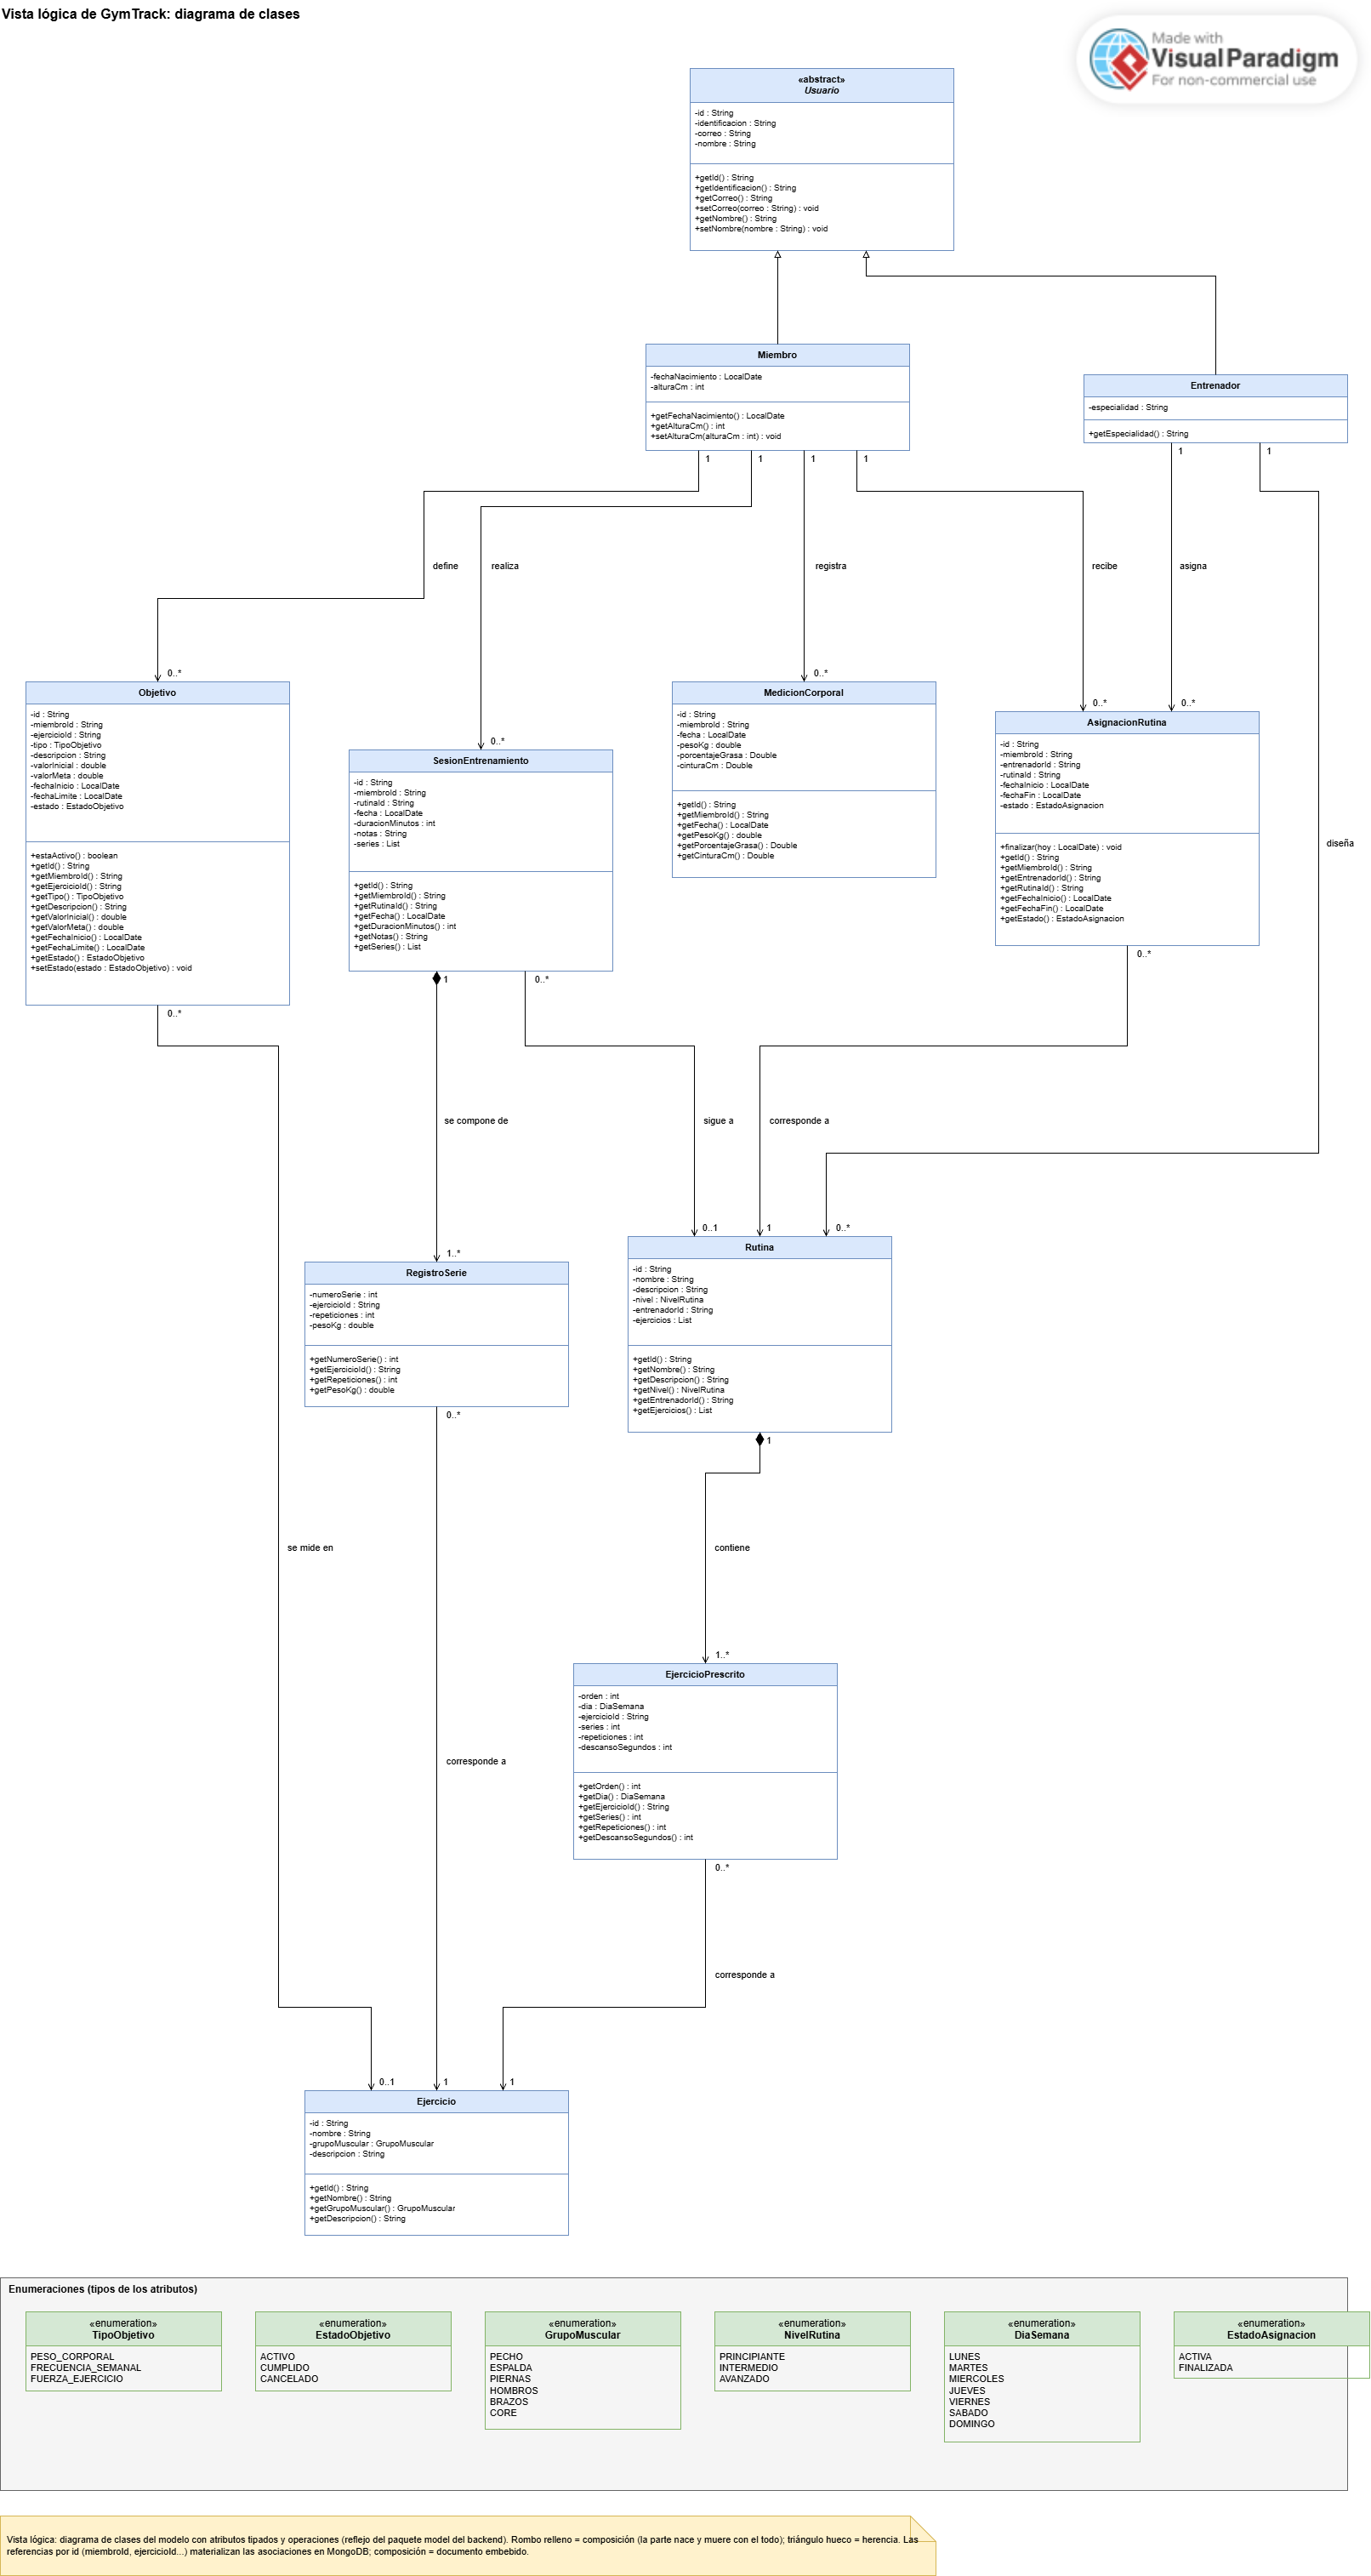 Vista lógica de GymTrack: diagrama de clases
Made with
Visual Paradigm
For non-commercial use
«abstract»
Usuario
-id : String
-identificacion : String
-correo : String
-nombre : String
+getId() : String
+getIdentificacion() : String
+getCorreo() : String
+setCorreo(correo : String) : void
+getNombre() : String
+setNombre(nombre : String) : void
Miembro
-fechaNacimiento : LocalDate
-alturaCm : int
+getFechaNacimiento() : LocalDate
+getAlturaCm() : int
+setAlturaCm(alturaCm : int) : void
Entrenador
-especialidad : String
+getEspecialidad() : String
1
1
1
1
1
1
define
realiza
registra
recibe
asigna
diseña
0..*
0..*
0..*
0..*
0..*
Objetivo
-id : String
-miembroId : String
-ejercicioId : String
-tipo : TipoObjetivo
-descripcion : String
-valorInicial : double
-valorMeta : double
-fechaInicio : LocalDate
-fechaLimite : LocalDate
-estado : EstadoObjetivo
+estaActivo() : boolean
+getId() : String
+getMiembroId() : String
+getEjercicioId() : String
+getTipo() : TipoObjetivo
+getDescripcion() : String
+getValorInicial() : double
+getValorMeta() : double
+getFechaInicio() : LocalDate
+getFechaLimite() : LocalDate
+getEstado() : EstadoObjetivo
+setEstado(estado : EstadoObjetivo) : void
0..*
SesionEntrenamiento
-id : String
-miembroId : String
-rutinaId : String
-fecha : LocalDate
-duracionMinutos : int
-notas : String
-series : List
+getId() : String
+getMiembroId() : String
+getRutinaId() : String
+getFecha() : LocalDate
+getDuracionMinutos() : int
+getNotas() : String
+getSeries() : List
1
0..*
MedicionCorporal
-id : String
-miembroId : String
-fecha : LocalDate
-pesoKg : double
-porcentajeGrasa : Double
-cinturaCm : Double
+getId() : String
+getMiembroId() : String
+getFecha() : LocalDate
+getPesoKg() : double
+getPorcentajeGrasa() : Double
+getCinturaCm() : Double
AsignacionRutina
-id : String
-miembroId : String
-entrenadorId : String
-rutinaId : String
-fechaInicio : LocalDate
-fechaFin : LocalDate
-estado : EstadoAsignacion
+finalizar(hoy : LocalDate) : void
+getId() : String
+getMiembroId() : String
+getEntrenadorId() : String
+getRutinaId() : String
+getFechaInicio() : LocalDate
+getFechaFin() : LocalDate
+getEstado() : EstadoAsignacion
0..*
se compone de
sigue a
corresponde a
1..*
0..1
1
0..*
RegistroSerie
-numeroSerie : int
-ejercicioId : String
-repeticiones : int
-pesoKg : double
+getNumeroSerie() : int
+getEjercicioId() : String
+getRepeticiones() : int
+getPesoKg() : double
0..*
Rutina
-id : String
-nombre : String
-descripcion : String
-nivel : NivelRutina
-entrenadorId : String
-ejercicios : List
+getId() : String
+getNombre() : String
+getDescripcion() : String
+getNivel() : NivelRutina
+getEntrenadorId() : String
+getEjercicios() : List
1
se mide en
contiene
1..*
EjercicioPrescrito
-orden : int
-dia : DiaSemana
-ejercicioId : String
-series : int
-repeticiones : int
-descansoSegundos : int
+getOrden() : int
+getDia() : DiaSemana
+getEjercicioId() : String
+getSeries() : int
+getRepeticiones() : int
+getDescansoSegundos() : int
0..*
corresponde a
corresponde a
0..1
1
1
Ejercicio
-id : String
-nombre : String
-grupoMuscular : GrupoMuscular
-descripcion : String
+getId() : String
+getNombre() : String
+getGrupoMuscular() : GrupoMuscular
+getDescripcion() : String
Enumeraciones (tipos de los atributos)
«enumeration»
TipoObjetivo
PESO_CORPORAL
FRECUENCIA_SEMANAL
FUERZA_EJERCICIO
«enumeration»
EstadoObjetivo
ACTIVO
CUMPLIDO
CANCELADO
«enumeration»
GrupoMuscular
PECHO
ESPALDA
PIERNAS
HOMBROS
BRAZOS
CORE
«enumeration»
NivelRutina
PRINCIPIANTE
INTERMEDIO
AVANZADO
«enumeration»
DiaSemana
LUNES
MARTES
MIERCOLES
JUEVES
VIERNES
SABADO
DOMINGO
«enumeration»
EstadoAsignacion
ACTIVA
FINALIZADA
Vista lógica: diagrama de clases del modelo con atributos tipados y operaciones (reflejo del paquete model del backend). Rombo relleno = composición (la parte nace y muere con el todo); triángulo hueco = herencia. Las
referencias por id (miembroId, ejercicioId...) materializan las asociaciones en MongoDB; composición = documento embebido.